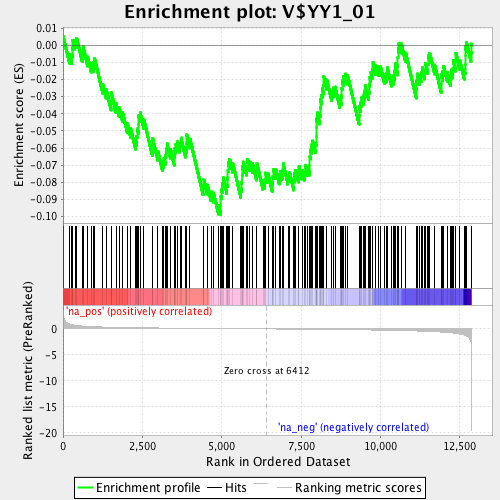 Enrichment plot: V$YY1_01
Enrichment score (ES)
0.01
0.00
-0.01
-0.02
-0.03
-0.04
-0.05
-0.06
-0.07
-0.08
-0.09
-0.10
'na_pos' (positively correlated)
Ranked list metric (PreRanked)
0
-5
-10
-15
-20
Zero cross at 6412
'na_neg' (negatively correlated)
0
2,500
5,000
7,500
10,000
12,500
Rank in Ordered Dataset
Enrichment profile
Hits
Ranking metric scores